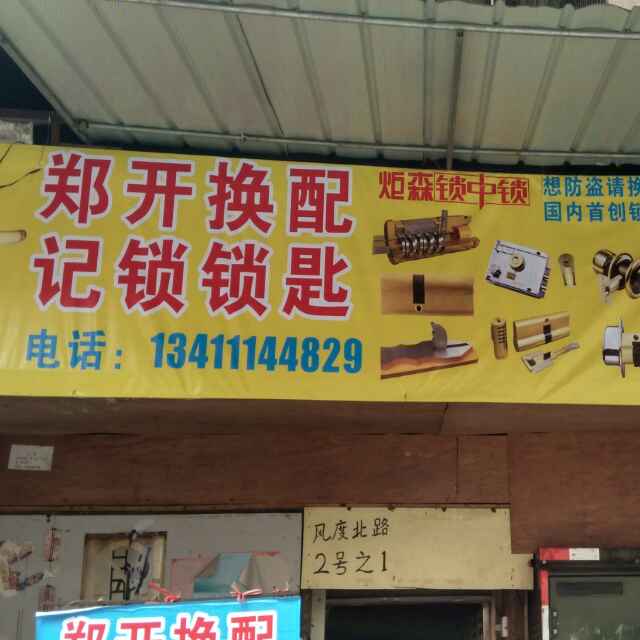 郑开换配
记锁锁匙
电话：13411144829
炬森锁中锁
想防盗请换
国内首创锁
风度北路
2号之1
郑开换配